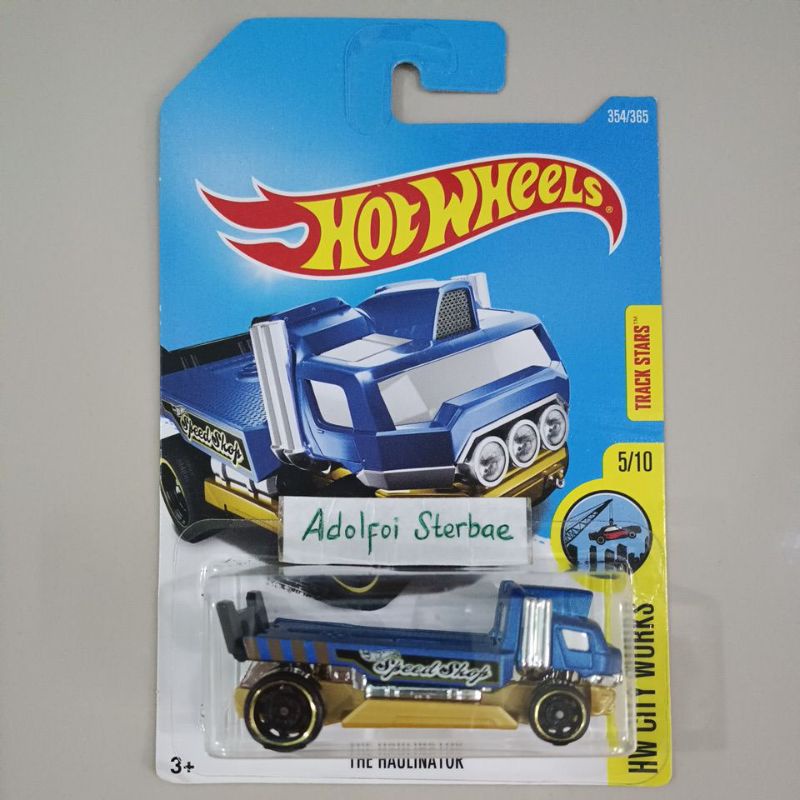 354/365
HOT WHEELS®
TRACK STARS™
5/10
Speed Shop
Adolfoi Sterbae
Speed Shop
HW CITY WORKS
THE HAULINATOR
3+